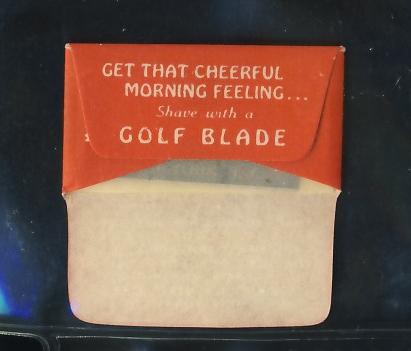 GET THAT CHEERFUL
MORNING FEELING...
Shave with a
GOLF BLADE